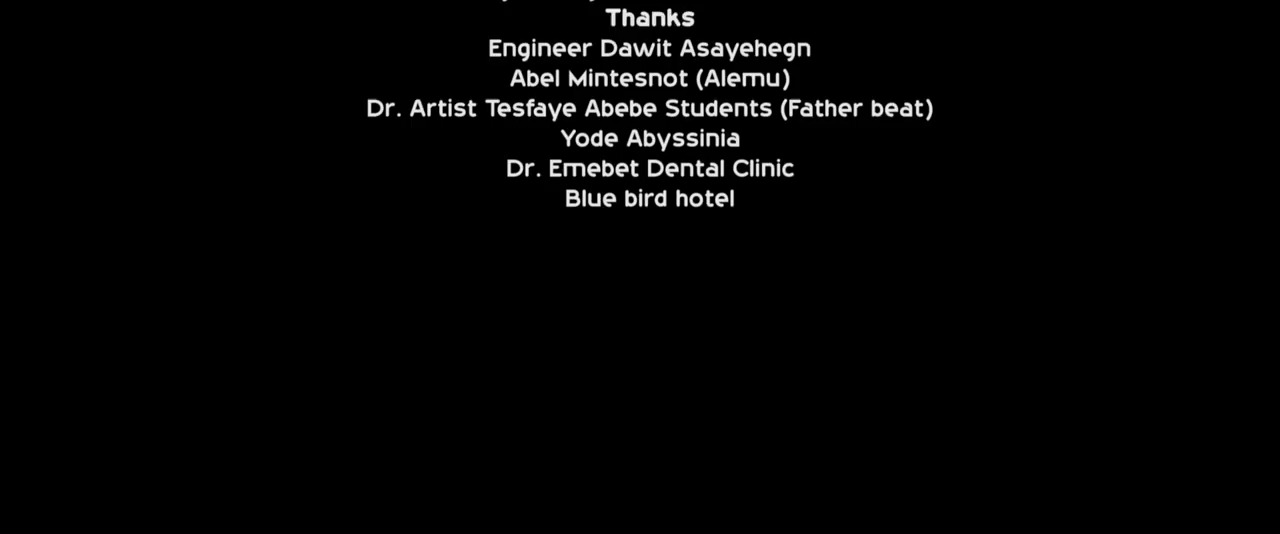 Thanks
Engineer Dawit Asayehegn
Abel Mintesnot (Alemu)
Dr. Artist Tesfaye Abebe Students (Father beat)
Yode Abyssinia
Dr. Emebet Dental Clinic
Blue bird hotel